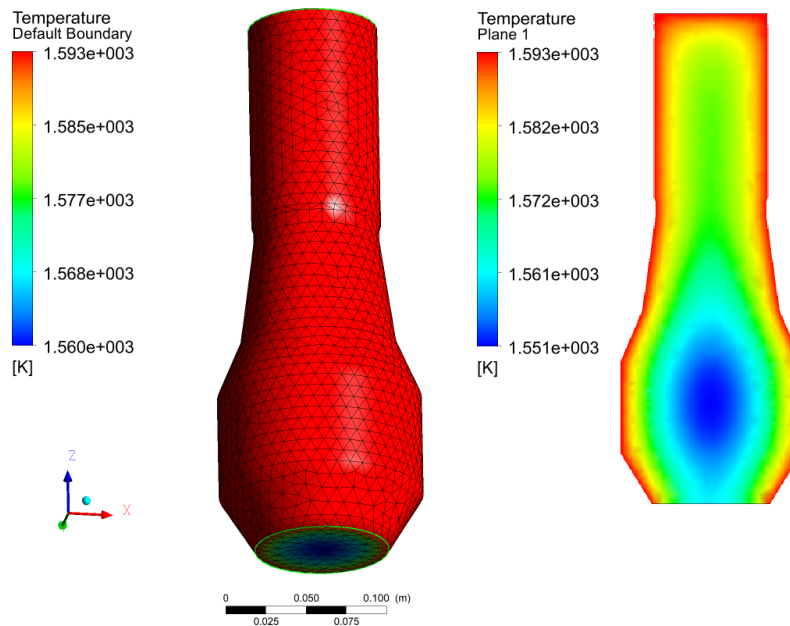 Temperature
Default Boundary
1.593e+003
1.585e+003
1.577e+003
1.568e+003
1.560e+003
[K]
Temperature
Plane 1
1.593e+003
1.582e+003
1.572e+003
1.561e+003
1.551e+003
[K]
Z
X
0 0.050 0.100 (m)
0.025 0.075